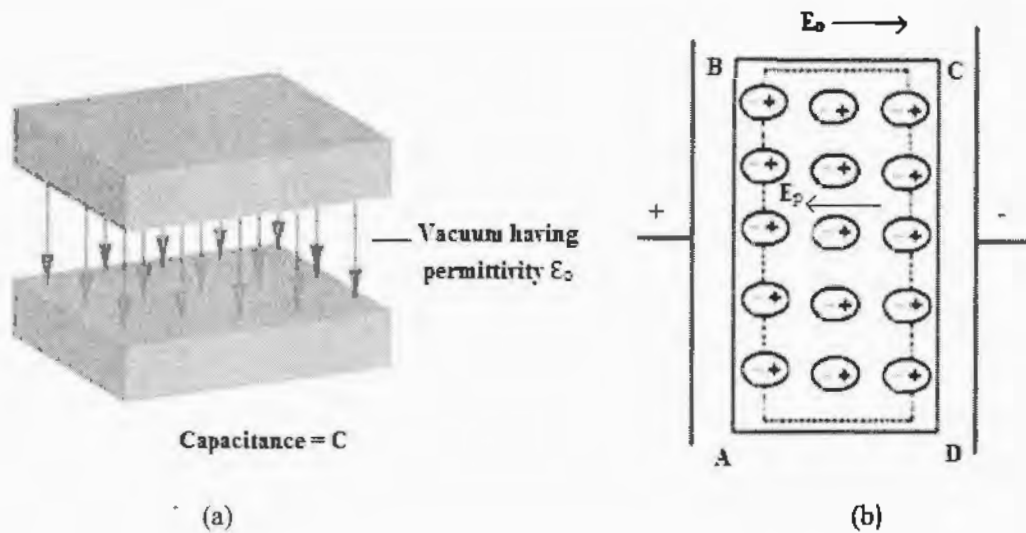 E₀
B
C
Eₚ
+
-
Vacuum having
permittivity ε₀
A
D
Capacitance = C
(a)
(b)